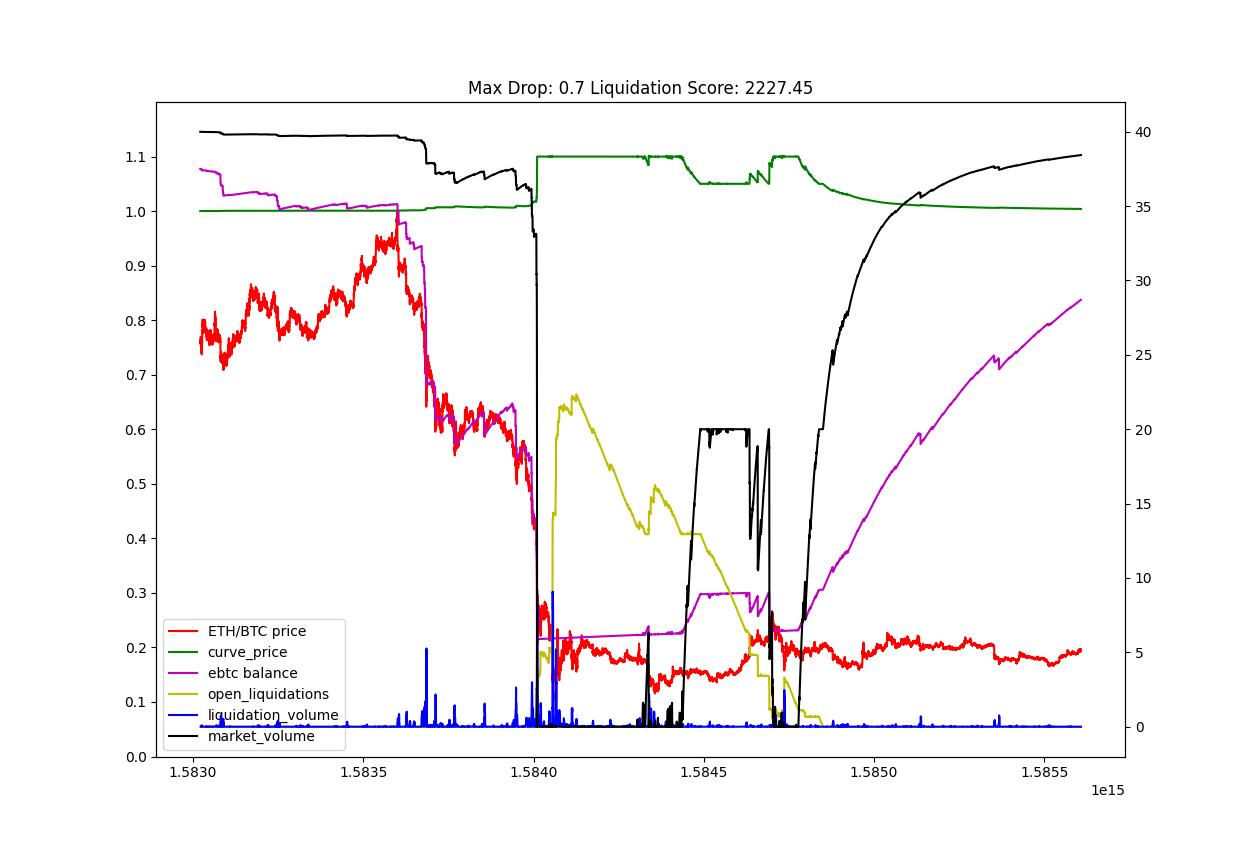 Max Drop: 0.7 Liquidation Score: 2227.45
1.1
1.0
0.9
0.8
0.7
0.6
0.5
0.4
0.3
0.2
0.1
0.0
40
35
30
25
20
15
10
5
0
ETH/BTC price
curve_price
ebtc balance
open_liquidations
liquidation_volume
market_volume
1.5830 1.5835 1.5840 1.5845 1.5850 1.5855
1e15